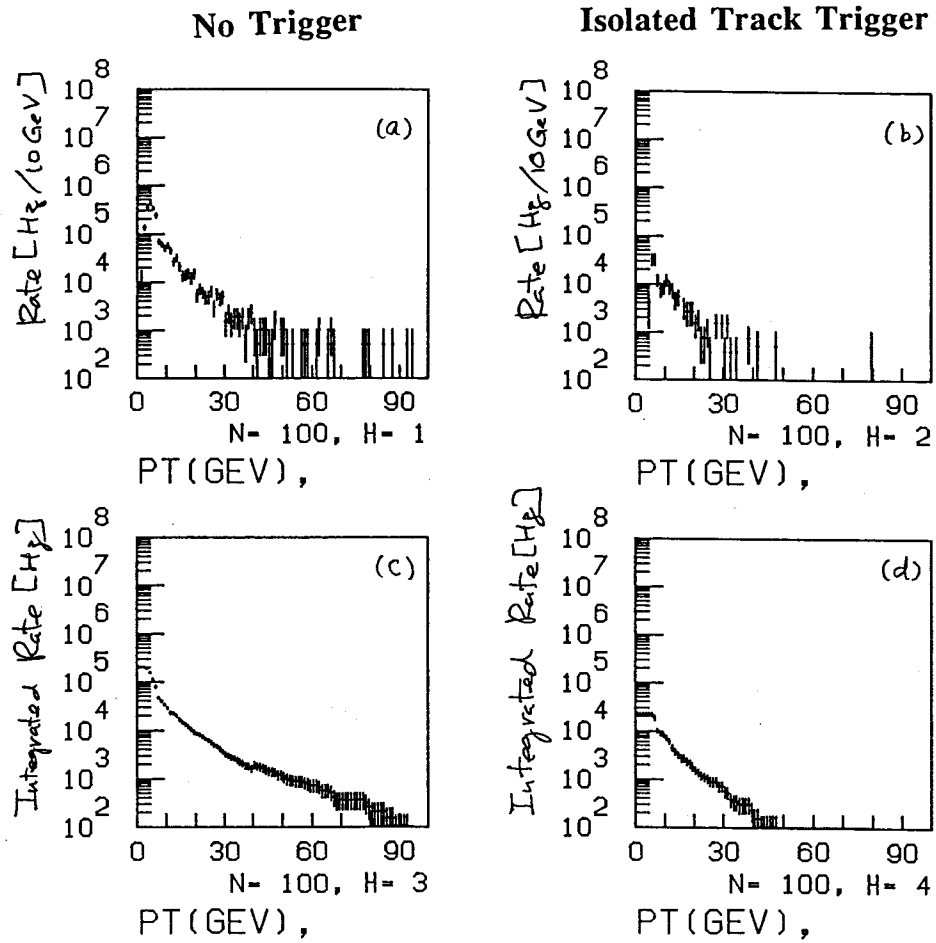 No Trigger
Isolated Track Trigger
Rate [Hz/10GeV]
10^8
10^7
10^6
10^5
10^4
10^3
10^2
(a)
0 30 60 90
N- 100, H- 1
PT(GEV),
Rate [Hz/10GeV]
10^8
10^7
10^6
10^5
10^4
10^3
10^2
(b)
0 30 60 90
N- 100, H- 2
PT(GEV),
Integrated Rate [Hz]
10^8
10^7
10^6
10^5
10^4
10^3
10^2
(c)
0 30 60 90
N- 100, H- 3
PT(GEV),
Integrated Rate [Hz]
10^8
10^7
10^6
10^5
10^4
10^3
10^2
(d)
0 30 60 90
N- 100, H- 4
PT(GEV),